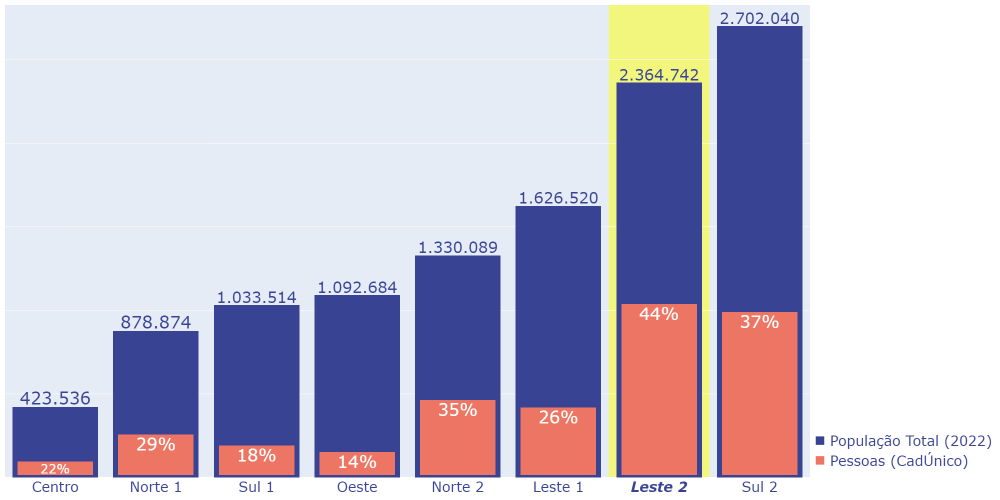 2.702.040
2.364.742
1.626.520
1.330.089
1.092.684
1.033.514
878.874
423.536
44%
37%
35%
26%
29%
18%
14%
22%
População Total (2022)
Pessoas (CadÚnico)
Centro
Norte 1
Sul 1
Oeste
Norte 2
Leste 1
Leste 2
Sul 2